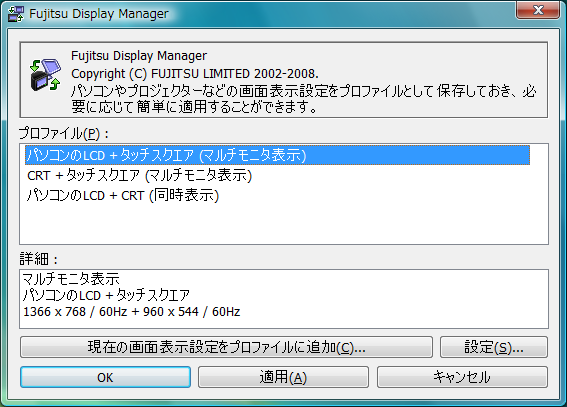 Fujitsu Display Manager
Fujitsu Display Manager
Copyright (C) FUJITSU LIMITED 2002-2008.
パソコンやプロジェクターなどの画面表示設定をプロファイルとして保存しておき、必
要に応じて簡単に適用することができます。
プロファイル(P)：
パソコンのLCD + タッチスクエア (マルチモニタ表示)
CRT + タッチスクエア (マルチモニタ表示)
パソコンのLCD + CRT (同時表示)
詳細：
マルチモニタ表示
パソコンのLCD + タッチスクエア
1366 x 768 / 60Hz + 960 x 544 / 60Hz
現在の画面表示設定をプロファイルに追加(C)... 設定(S)...
OK 適用(A) キャンセル